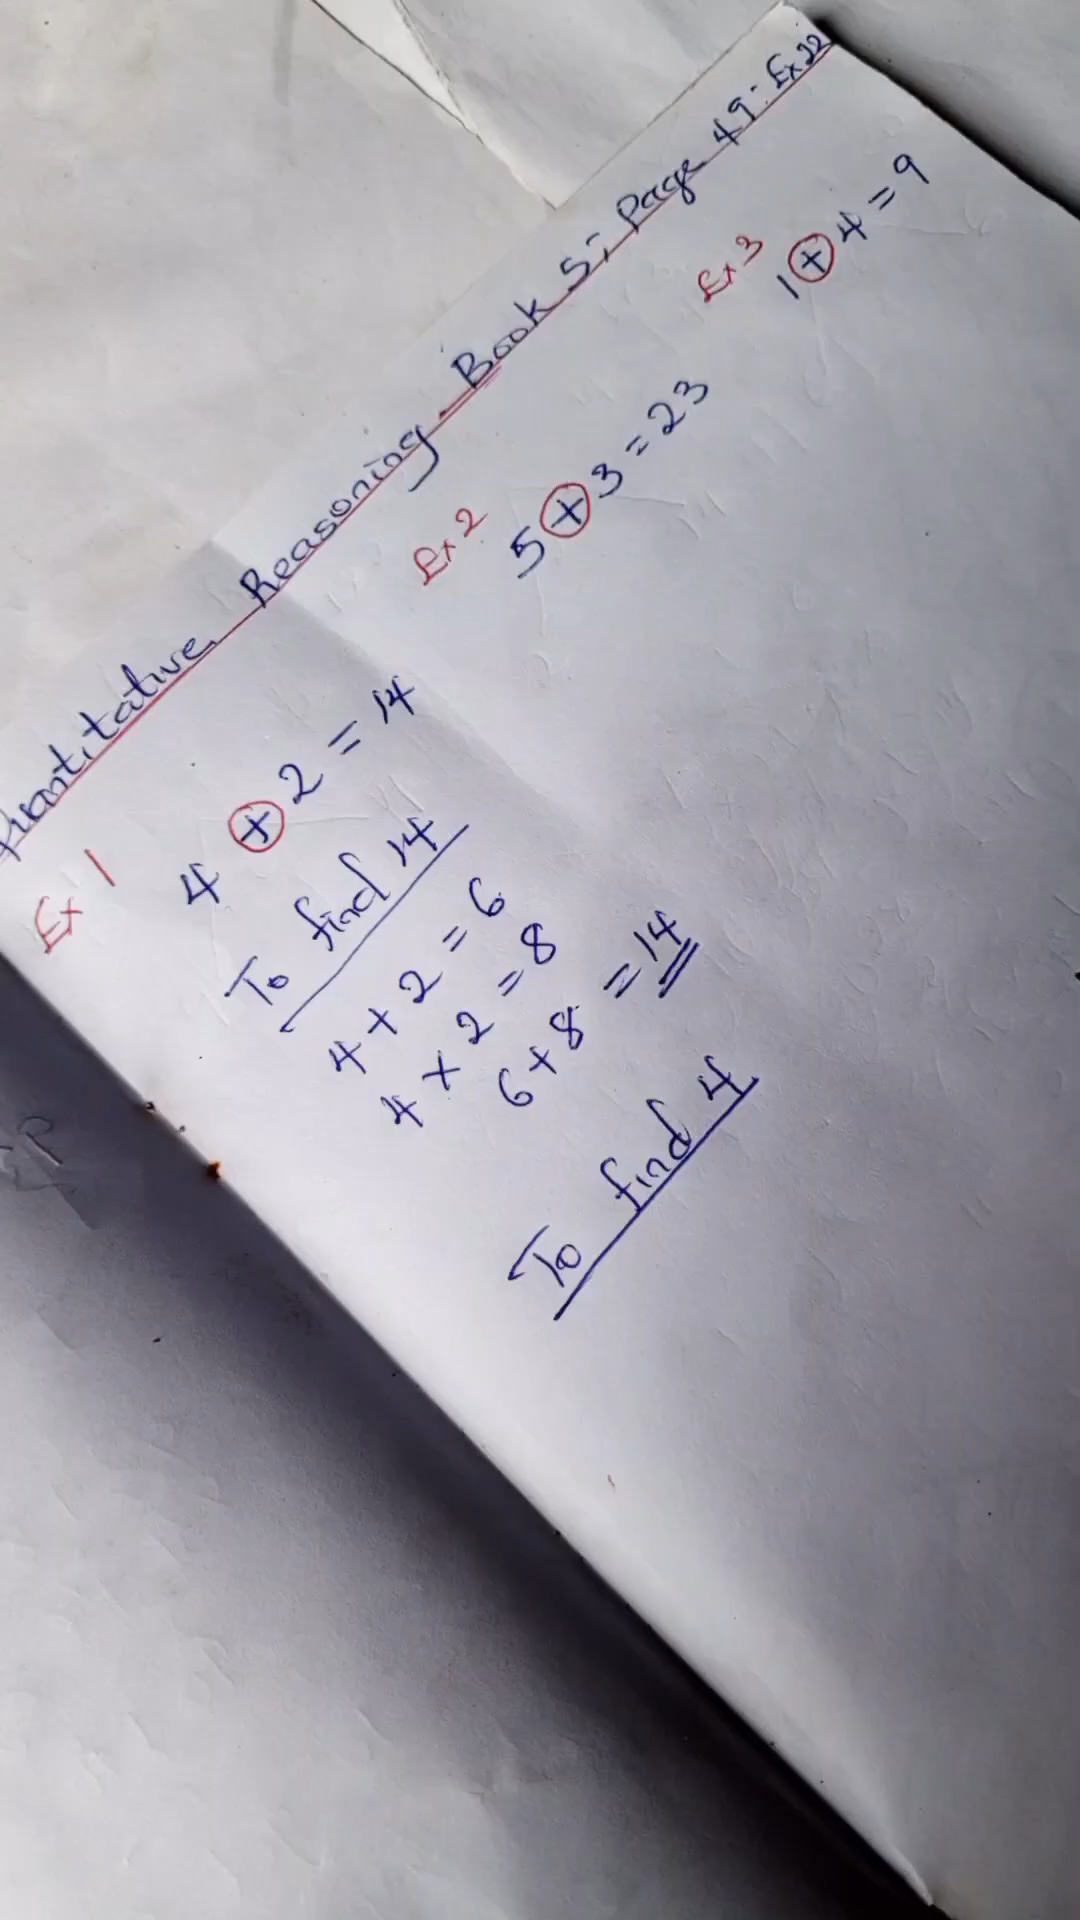 Quantitative Reasoning Book 5; Page 49. Ex 22
Ex 1
4 ⊕ 2 = 14
To find 14
4 + 2 = 6
4 × 2 = 8
6 + 8 = 14
To find 4
Ex 2
5 ⊕ 3 = 23
Ex 3
1 ⊕ 4 = 9